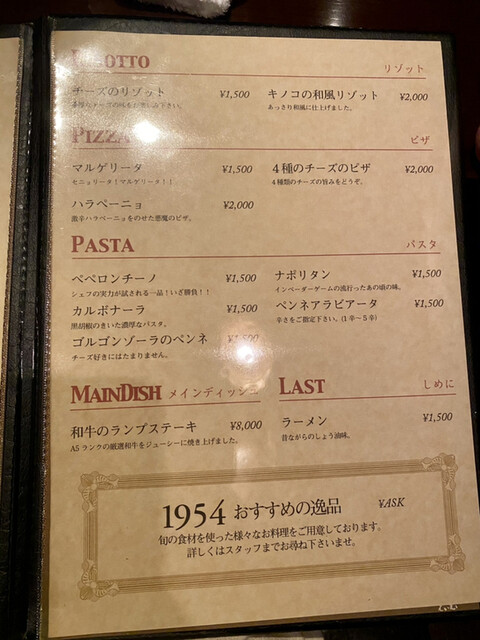 RISOTTO リゾット
チーズのリゾット ¥1,500 キノコの和風リゾット ¥2,000
あっさり和風に仕上げました。
PIZZA ピザ
マルゲリータ ¥1,500 4種のチーズのピザ ¥2,000
セニョリータ!マルゲリータ!! 4種類のチーズの旨みをどうぞ。
ハラペーニョ ¥2,000
激辛ハラペーニョをのせた悪魔のピザ。
PASTA パスタ
ペペロンチーノ ¥1,500 ナポリタン ¥1,500
シェフの実力が試される一品!いざ勝負!! インベーダーゲームの流行ったあの頃の味。
カルボナーラ ¥1,500 ペンネアラビアータ ¥1,500
黒胡椒のきいた濃厚なパスタ。 辛さをご指定下さい。(1辛〜5辛)
ゴルゴンゾーラのペンネ ¥1,500
チーズ好きにはたまりません。
MAINDISH メインディッシュ LAST しめに
和牛のランプステーキ ¥8,000 ラーメン ¥1,500
A5ランクの厳選和牛をジューシーに焼き上げました。 昔ながらのしょう油味。
1954 おすすめの逸品 ¥ASK
旬の食材を使った様々なお料理をご用意しております。
詳しくはスタッフまでお尋ね下さいませ。